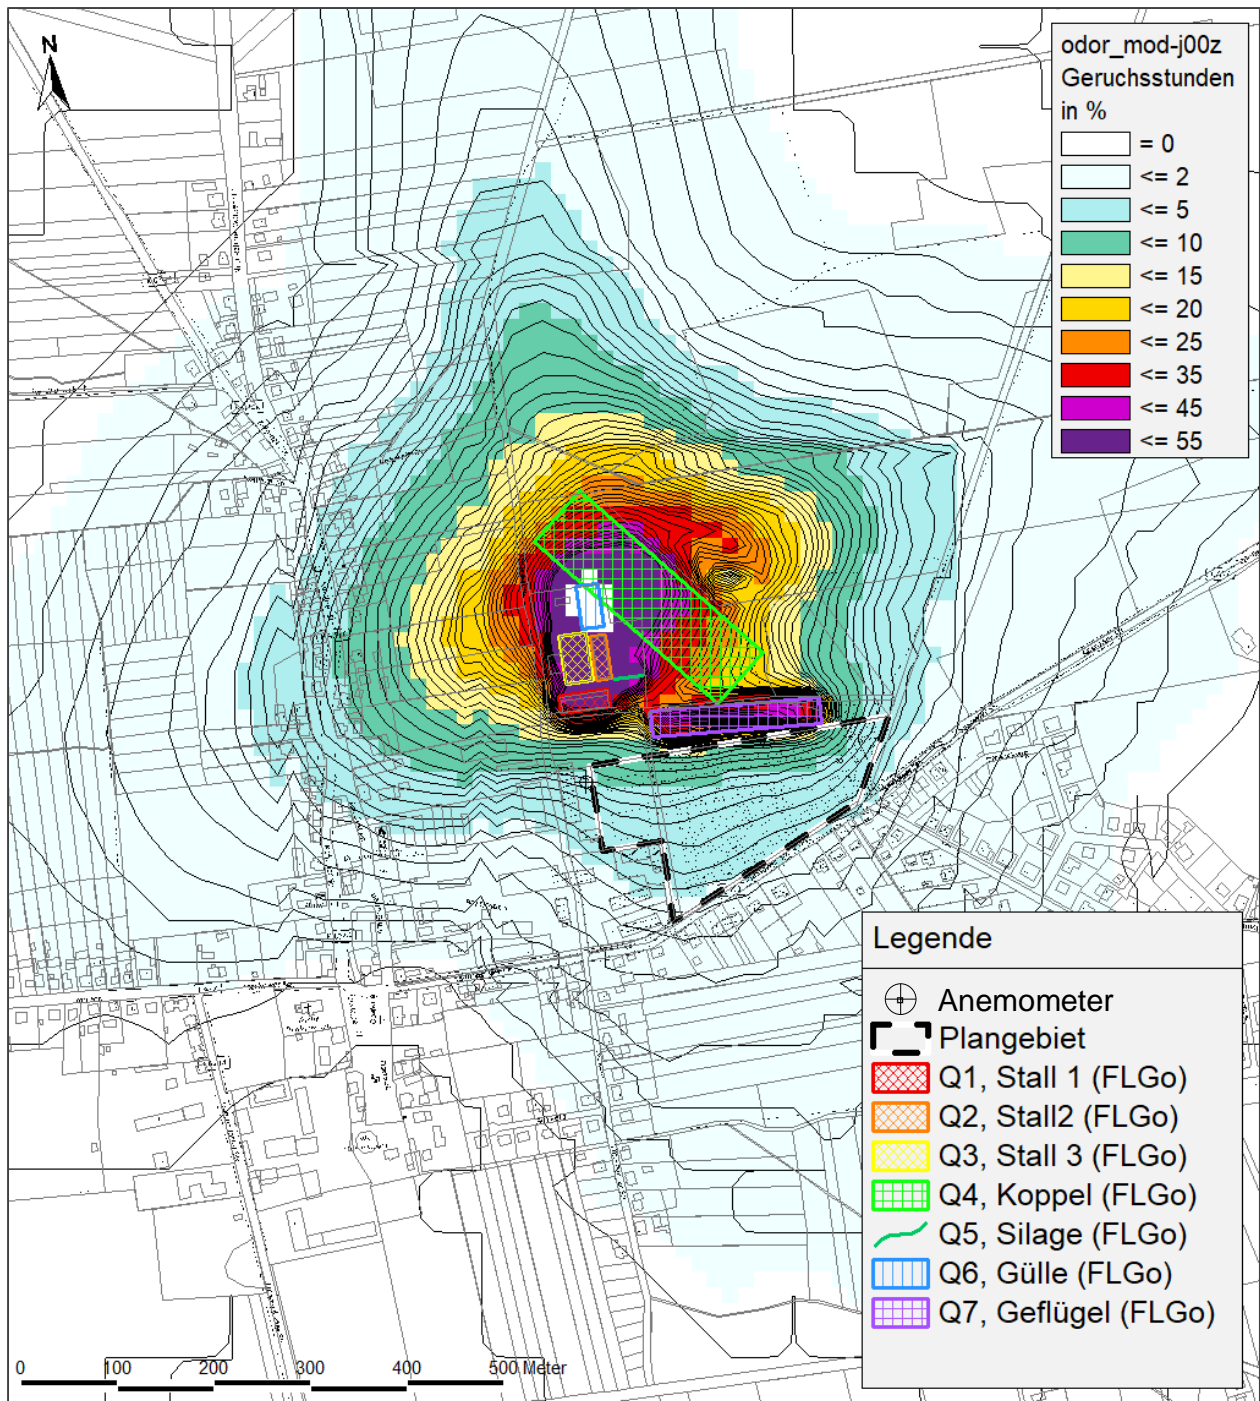 N
odor_mod-j00z
Geruchsstunden
in %
= 0
<= 2
<= 5
<= 10
<= 15
<= 20
<= 25
<= 35
<= 45
<= 55
Legende
Anemometer
Plangebiet
Q1, Stall 1 (FLGo)
Q2, Stall2 (FLGo)
Q3, Stall 3 (FLGo)
Q4, Koppel (FLGo)
Q5, Silage (FLGo)
Q6, Gülle (FLGo)
Q7, Geflügel (FLGo)
0 100 200 300 400 500 Meter